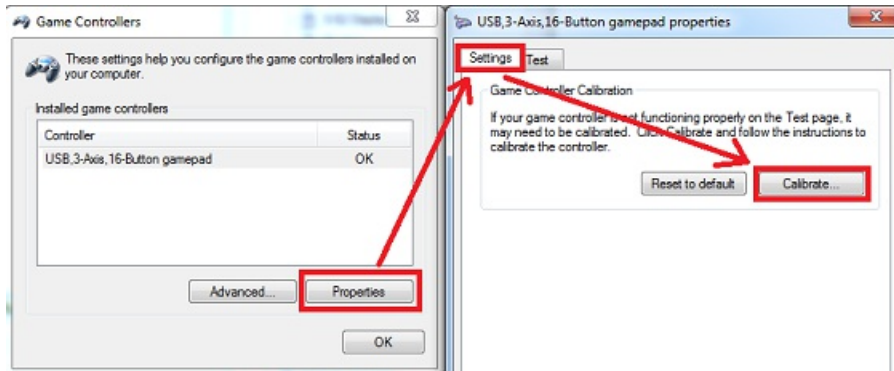 Game Controllers
These settings help you configure the game controllers installed on
your computer.
Installed game controllers
Controller Status
USB,3-Axis,16-Button gamepad OK
Advanced... Properties
OK
USB,3-Axis,16-Button gamepad properties
Settings Test
Game Controller Calibration
If your game controller is not functioning properly on the Test page, it
may need to be calibrated. Click Calibrate and follow the instructions to
calibrate the controller.
Reset to default Calibrate...